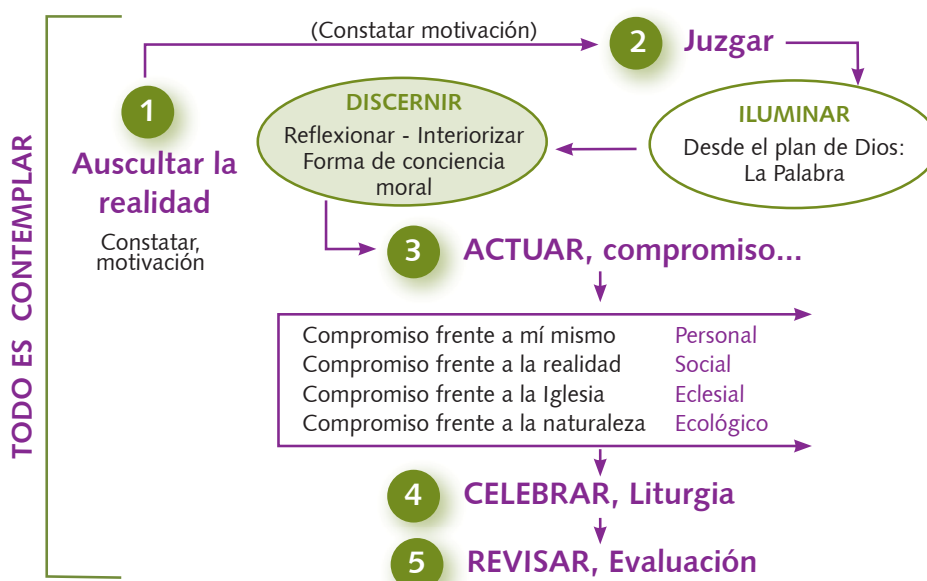 TODO ES CONTEMPLAR
1
Auscultar la
realidad
Constatar,
motivación
(Constatar motivación)
2 Juzgar
ILUMINAR
Desde el plan de Dios:
La Palabra
DISCERNIR
Reflexionar - Interiorizar
Forma de conciencia
moral
3 ACTUAR, compromiso...
Compromiso frente a mí mismo Personal
Compromiso frente a la realidad Social
Compromiso frente a la Iglesia Eclesial
Compromiso frente a la naturaleza Ecológico
4 CELEBRAR, Liturgia
5 REVISAR, Evaluación